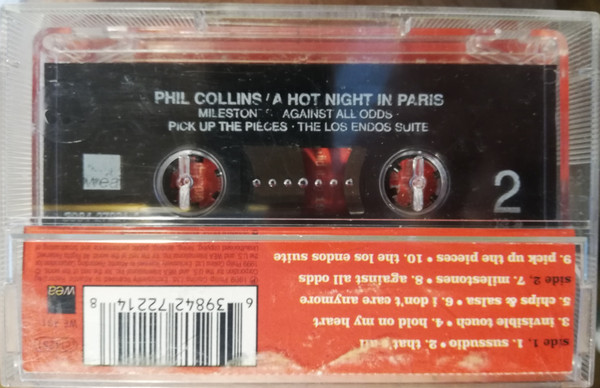 PHIL COLLINS/A HOT NIGHT IN PARIS
MILESTONES · AGAINST ALL ODDS ·
PICK UP THE PIECES · THE LOS ENDOS SUITE
wea
2
side 1. 1. sussudio • 2. that's all •
3. invisible touch • 4. hold on my heart
5. chips & salsa • 6. i don't care anymore
side 2. 7. milestones • 8. against all odds
9. pick up the pieces • 10. the los endos suite
6 39842 72214 8
wea